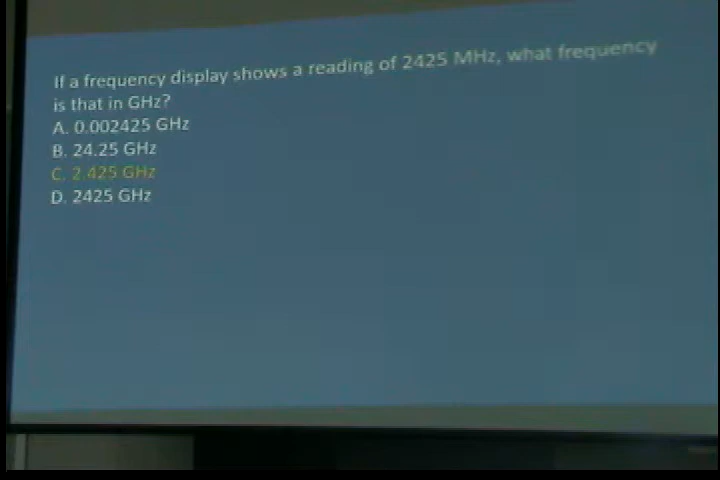 If a frequency display shows a reading of 2425 MHz, what frequency
is that in GHz?
A. 0.002425 GHz
B. 24.25 GHz
C. 2.425 GHz
D. 2425 GHz